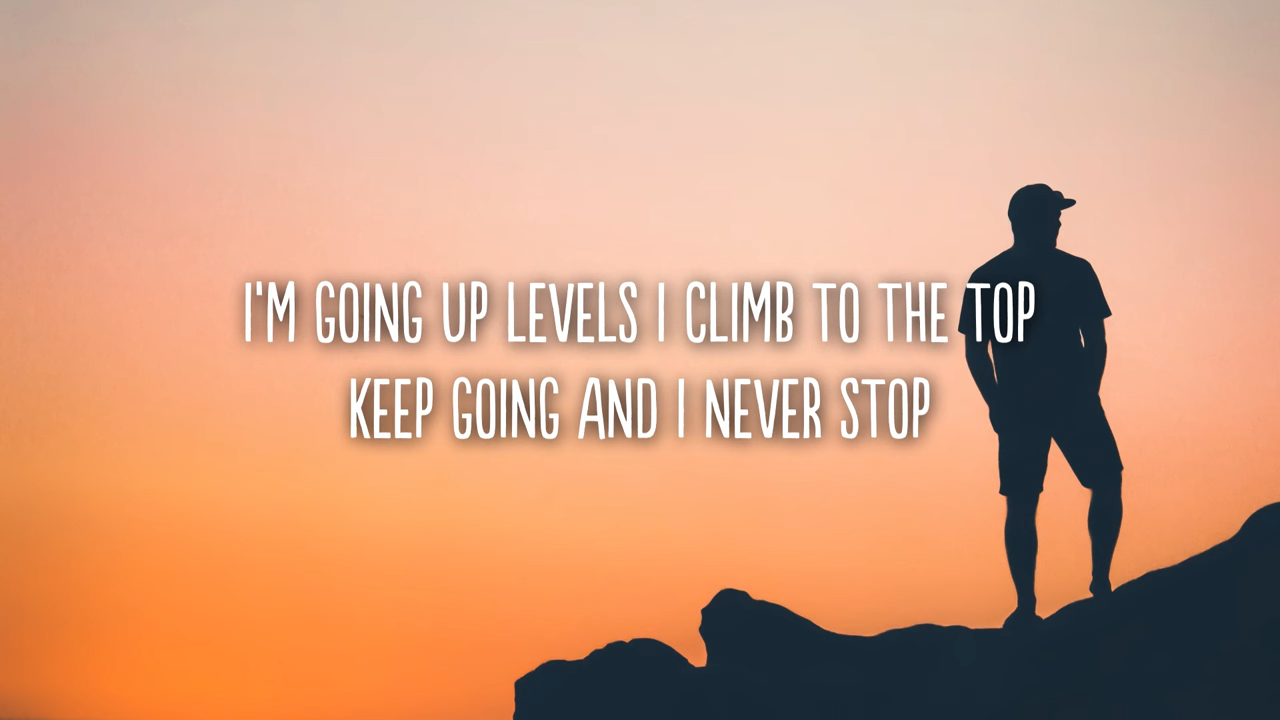 I'M GOING UP LEVELS I CLIMB TO THE TOP
KEEP GOING AND I NEVER STOP